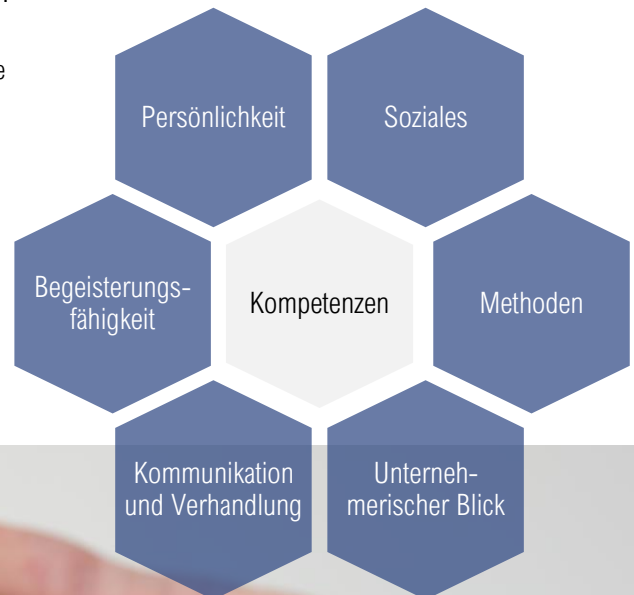 e
Persönlichkeit
Soziales
Begeisterungs-
fähigkeit
Kompetenzen
Methoden
Kommunikation
und Verhandlung
Unterneh-
merischer Blick